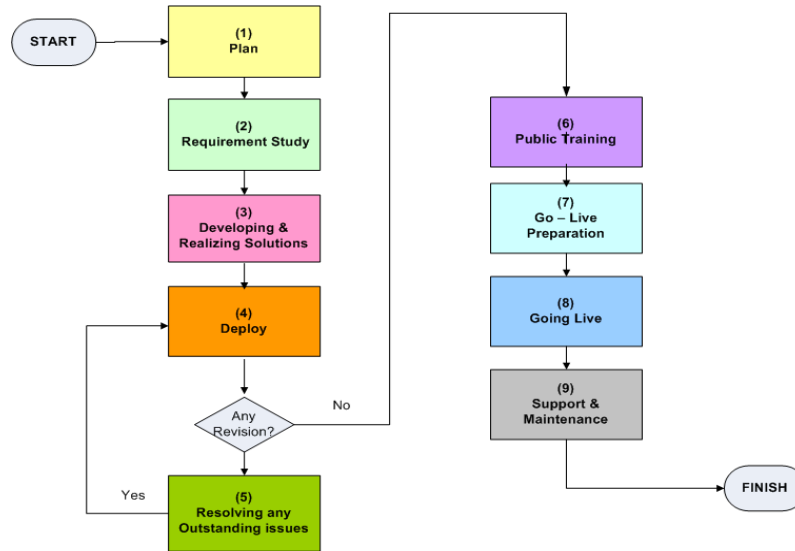 START
(1)
Plan
(2)
Requirement Study
(3)
Developing &
Realizing Solutions
(4)
Deploy
Any
Revision?
No
Yes
(5)
Resolving any
Outstanding issues
(6)
Public Training
(7)
Go – Live
Preparation
(8)
Going Live
(9)
Support &
Maintenance
FINISH